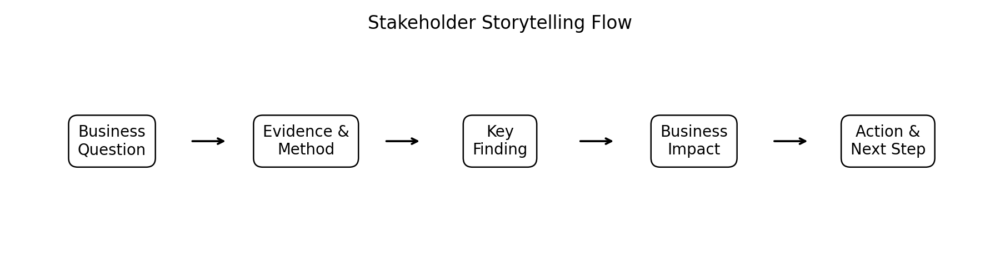 Stakeholder Storytelling Flow
Business
Question
Evidence &
Method
Key
Finding
Business
Impact
Action &
Next Step